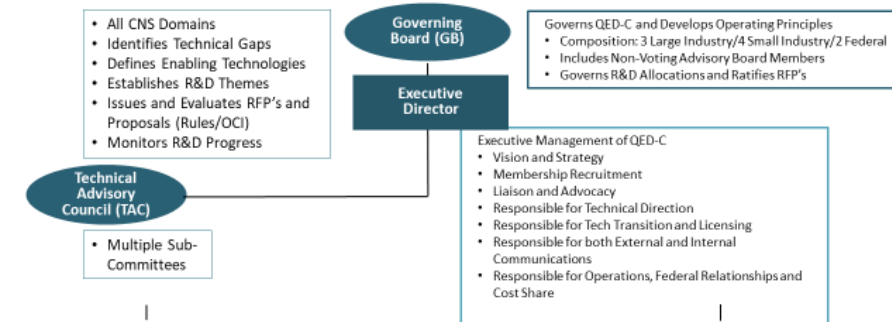 • All CNS Domains
• Identifies Technical Gaps
• Defines Enabling Technologies
• Establishes R&D Themes
• Issues and Evaluates RFP's and
Proposals (Rules/OCI)
• Monitors R&D Progress
Governing
Board (GB)
Governs QED-C and Develops Operating Principles
• Composition: 3 Large Industry/4 Small Industry/2 Federal
• Includes Non-Voting Advisory Board Members
• Governs R&D Allocations and Ratifies RFP's
Executive
Director
Executive Management of QED-C
• Vision and Strategy
• Membership Recruitment
• Liaison and Advocacy
• Responsible for Technical Direction
• Responsible for Tech Transition and Licensing
• Responsible for both External and Internal
Communications
• Responsible for Operations, Federal Relationships and
Cost Share
Technical
Advisory
Council (TAC)
• Multiple Sub-
Committees